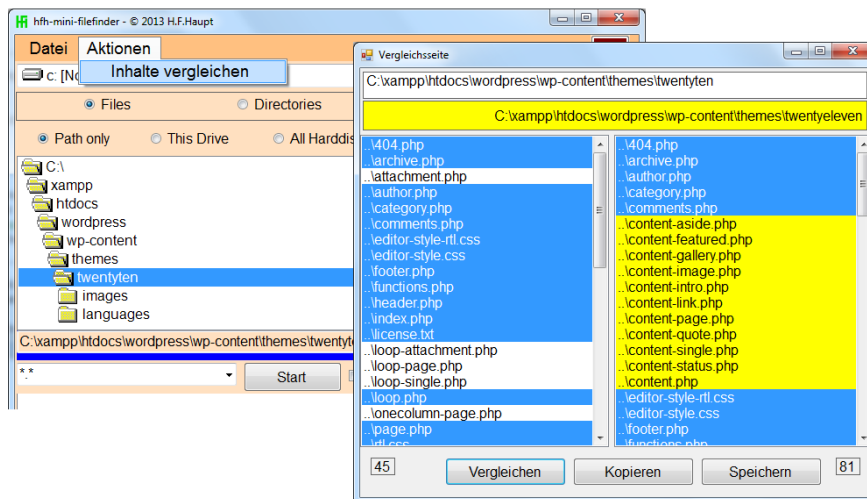 hfh-mini-filefinder - © 2013 H.F.Haupt
Datei Aktionen
Inhalte vergleichen
c: [No
Files Directories
Path only This Drive All Harddis
C:\
xampp
htdocs
wordpress
wp-content
themes
twentyten
images
languages
C:\xampp\htdocs\wordpress\wp-content\themes\twentyte
*.*
Start
Vergleichsseite
C:\xampp\htdocs\wordpress\wp-content\themes\twentyten
C:\xampp\htdocs\wordpress\wp-content\themes\twentyeleven
..\404.php
..\archive.php
..\attachment.php
..\author.php
..\category.php
..\comments.php
..\editor-style-rtl.css
..\editor-style.css
..\footer.php
..\functions.php
..\header.php
..\index.php
..\license.txt
..\loop-attachment.php
..\loop-page.php
..\loop-single.php
..\loop.php
..\onecolumn-page.php
..\page.php
..\rtl.css
..\404.php
..\archive.php
..\author.php
..\category.php
..\comments.php
..\content-aside.php
..\content-featured.php
..\content-gallery.php
..\content-image.php
..\content-intro.php
..\content-link.php
..\content-page.php
..\content-quote.php
..\content-single.php
..\content-status.php
..\content.php
..\editor-style-rtl.css
..\editor-style.css
..\footer.php
..\functions.php
45 Vergleichen Kopieren Speichern 81